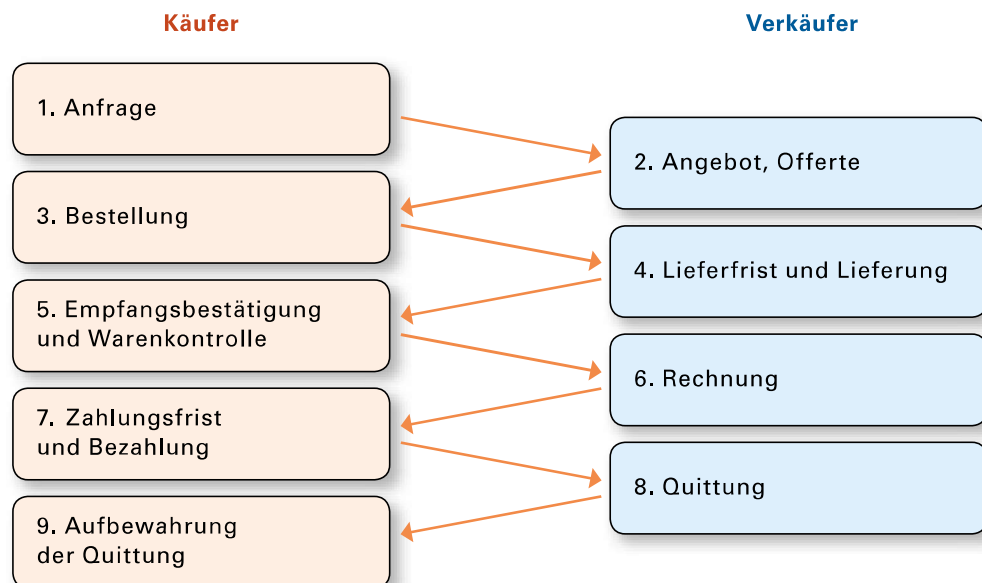 Käufer
Verkäufer
1. Anfrage
2. Angebot, Offerte
3. Bestellung
4. Lieferfrist und Lieferung
5. Empfangsbestätigung
und Warenkontrolle
6. Rechnung
7. Zahlungsfrist
und Bezahlung
8. Quittung
9. Aufbewahrung
der Quittung